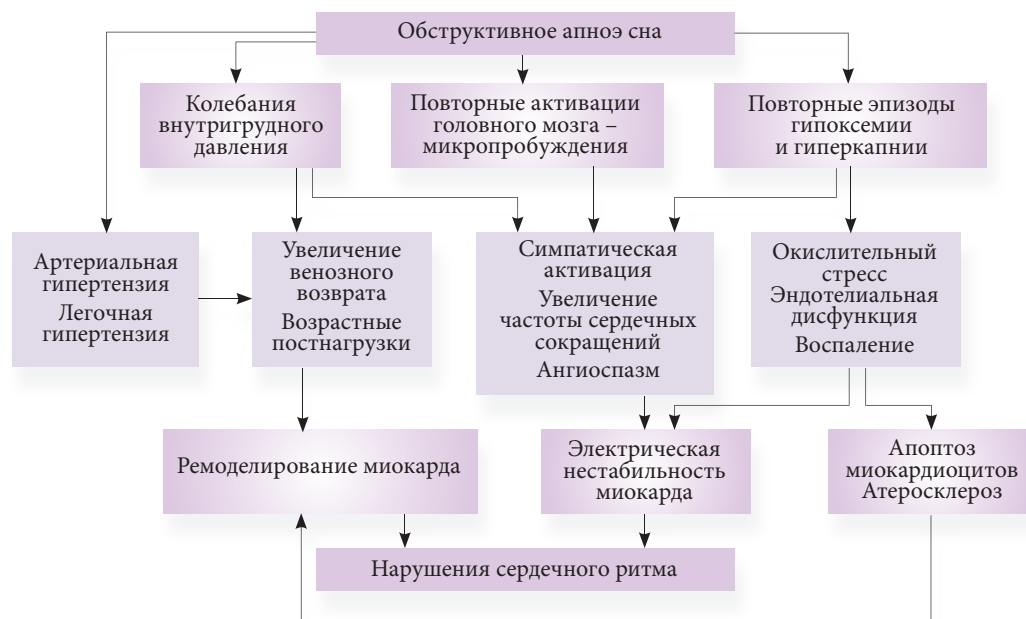 Обструктивное апноэ сна
Колебания
внутригрудного
давления
Повторные активации
головного мозга –
микропробуждения
Повторные эпизоды
гипоксемии
и гиперкапнии
Артериальная
гипертензия
Легочная
гипертензия
Увеличение
венозного
возврата
Возрастные
постнагрузки
Симпатическая
активация
Увеличение
частоты сердечных
сокращений
Ангиоспазм
Окислительный
стресс
Эндотелиальная
дисфункция
Воспаление
Ремоделирование миокарда
Электрическая
нестабильность
миокарда
Апоптоз
миокардиоцитов
Атеросклероз
Нарушения сердечного ритма